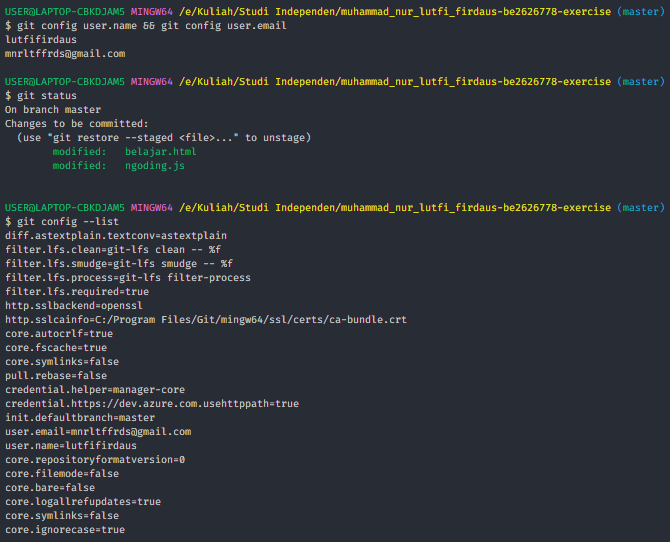 USER@LAPTOP-CBKDJAM5 MINGW64 /e/Kuliah/Studi Independen/muhammad_nur_lutfi_firdaus-be2626778-exercise (master)
$ git config user.name && git config user.email
lutfifirdaus
mnrltffrds@gmail.com

USER@LAPTOP-CBKDJAM5 MINGW64 /e/Kuliah/Studi Independen/muhammad_nur_lutfi_firdaus-be2626778-exercise (master)
$ git status
On branch master
Changes to be committed:
  (use "git restore --staged <file>..." to unstage)
        modified:   belajar.html
        modified:   ngoding.js

USER@LAPTOP-CBKDJAM5 MINGW64 /e/Kuliah/Studi Independen/muhammad_nur_lutfi_firdaus-be2626778-exercise (master)
$ git config --list
diff.astextplain.textconv=astextplain
filter.lfs.clean=git-lfs clean -- %f
filter.lfs.smudge=git-lfs smudge -- %f
filter.lfs.process=git-lfs filter-process
filter.lfs.required=true
http.sslbackend=openssl
http.sslcainfo=C:/Program Files/Git/mingw64/ssl/certs/ca-bundle.crt
core.autocrlf=true
core.fscache=true
core.symlinks=false
pull.rebase=false
credential.helper=manager-core
credential.https://dev.azure.com.usehttppath=true
init.defaultbranch=master
user.email=mnrltffrds@gmail.com
user.name=lutfifirdaus
core.repositoryformatversion=0
core.filemode=false
core.bare=false
core.logallrefupdates=true
core.symlinks=false
core.ignorecase=true